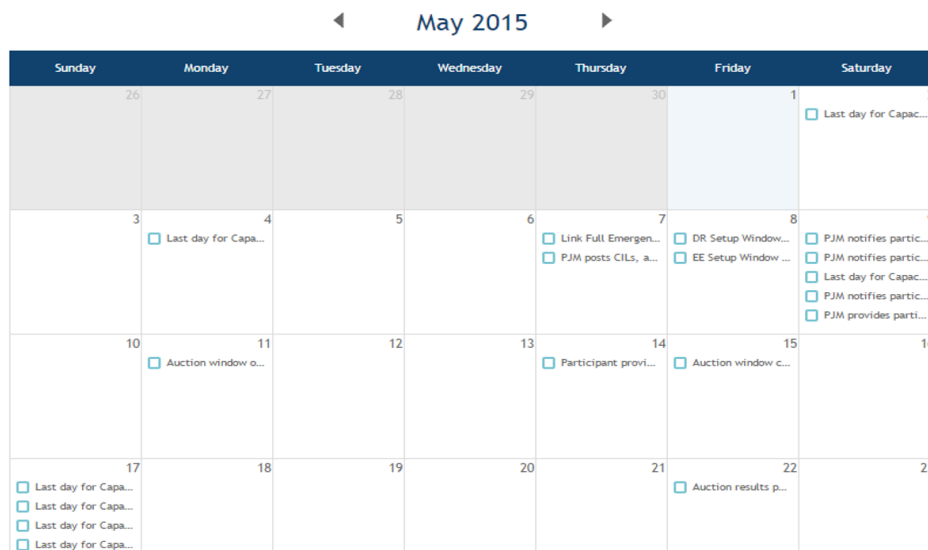 May 2015
Sunday Monday Tuesday Wednesday Thursday Friday Saturday
26 27 28 29 30 1
Last day for Capac...
3 4 5 6 7 8
Last day for Capa...
Link Full Emergen...
PJM posts CILs, a...
DR Setup Window...
EE Setup Window ...
PJM notifies partic...
PJM notifies partic...
Last day for Capac...
PJM notifies partic...
PJM provides parti...
10 11 12 13 14 15
Auction window o...
Participant provi...
Auction window c...
17 18 19 20 21 22
Last day for Capa...
Last day for Capa...
Last day for Capa...
Last day for Capa...
Auction results p...